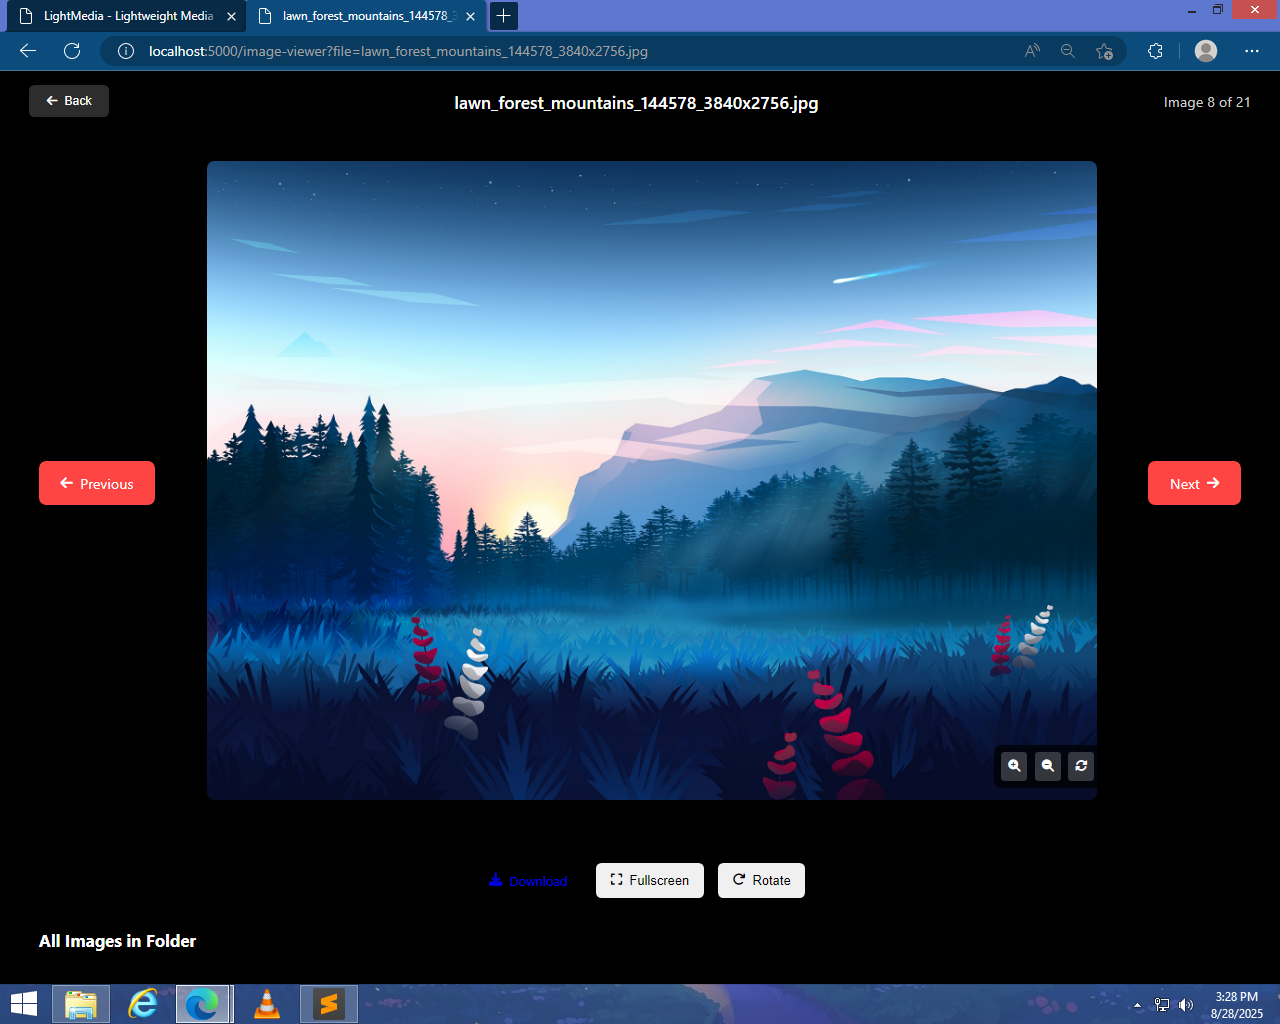 LightMedia - Lightweight Media
lawn_forest_mountains_144578_3
localhost:5000/image-viewer?file=lawn_forest_mountains_144578_3840x2756.jpg
Back
lawn_forest_mountains_144578_3840x2756.jpg
Image 8 of 21
Previous
Next
Download
Fullscreen
Rotate
All Images in Folder
3:28 PM
8/28/2025